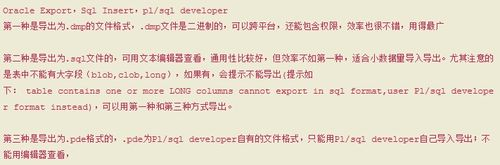 Oracle Export，Sql Insert，pl/sql developer
第一种是导出为.dmp的文件格式，.dmp文件是二进制的，可以跨平台，还能包含权限，效率也很不错，用得最广
第二种是导出为.sql文件的，可用文本编辑器查看，通用性比较好，但效率不如第一种，适合小数据量导入导出。尤其注意的
是表中不能有大字段（blob,clob,long），如果有，会提示不能导出(提示如
下： table contains one or more LONG columns cannot export in sql format,user Pl/sql develope
r format instead)，可以用第一种和第三种方式导出。
第三种是导出为.pde格式的，.pde为Pl/sql developer自有的文件格式，只能用Pl/sql developer自己导入导出；不
能用编辑器查看，